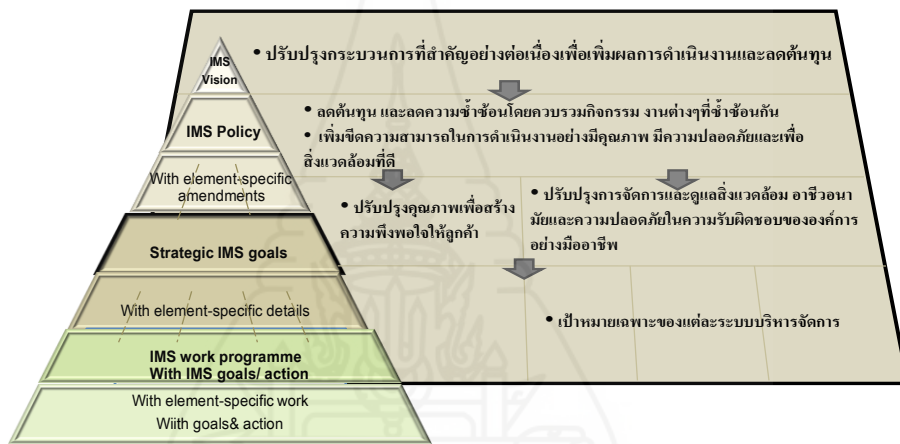 IMS
Vision
IMS Policy
With element-specific
amendments
Strategic IMS goals
With element-specific details
IMS work programme
With IMS goals/ action
With element-specific work
Wiith goals& action
• ปรับปรุงกระบวนการที่สำคัญอย่างต่อเนื่องเพื่อเพิ่มผลการดำเนินงานและลดต้นทุน
• ลดต้นทุน และลดความซ้ำซ้อนโดยควบรวมกิจกรรม งานต่างๆที่ซ้ำซ้อนกัน
• เพิ่มขีดความสามารถในการดำเนินงานอย่างมีคุณภาพ มีความปลอดภัยและเพื่อ
สิ่งแวดล้อมที่ดี
• ปรับปรุงคุณภาพเพื่อสร้าง
ความพึงพอใจให้ลูกค้า
• ปรับปรุงการจัดการและดูแลสิ่งแวดล้อม อาชีวอนา
มัยและความปลอดภัยในความรับผิดชอบขององค์การ
อย่างมืออาชีพ
• เป้าหมายเฉพาะของแต่ละระบบบริหารจัดการ